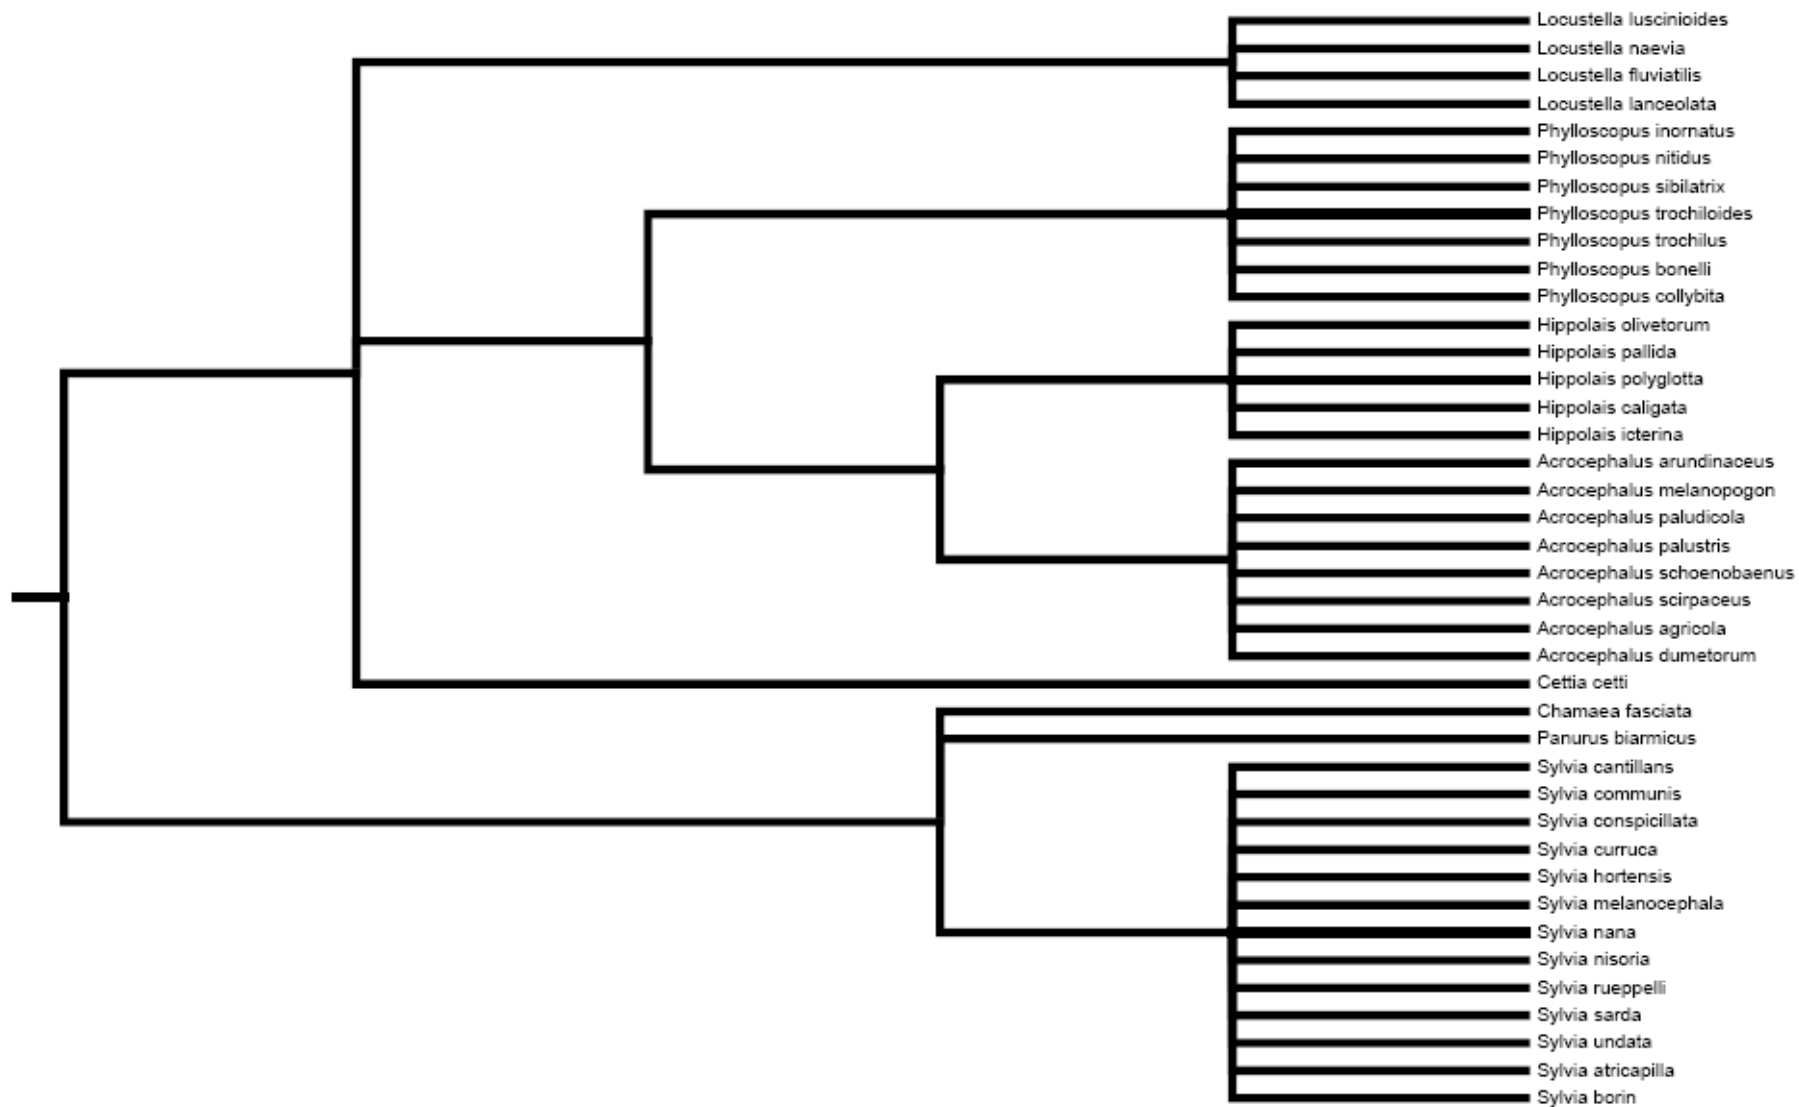 Locustella luscinioides
Locustella naevia
Locustella fluviatilis
Locustella lanceolata
Phylloscopus inornatus
Phylloscopus nitidus
Phylloscopus sibilatrix
Phylloscopus trochiloides
Phylloscopus trochilus
Phylloscopus bonelli
Phylloscopus collybita
Hippolais olivetorum
Hippolais pallida
Hippolais polyglotta
Hippolais caligata
Hippolais icterina
Acrocephalus arundinaceus
Acrocephalus melanopogon
Acrocephalus paludicola
Acrocephalus palustris
Acrocephalus schoenobaenus
Acrocephalus scirpaceus
Acrocephalus agricola
Acrocephalus dumetorum
Cettia cetti
Chamaea fasciata
Panurus biarmicus
Sylvia cantillans
Sylvia communis
Sylvia conspicillata
Sylvia curruca
Sylvia hortensis
Sylvia melanocephala
Sylvia nana
Sylvia nisoria
Sylvia rueppelli
Sylvia sarda
Sylvia undata
Sylvia atricapilla
Sylvia borin